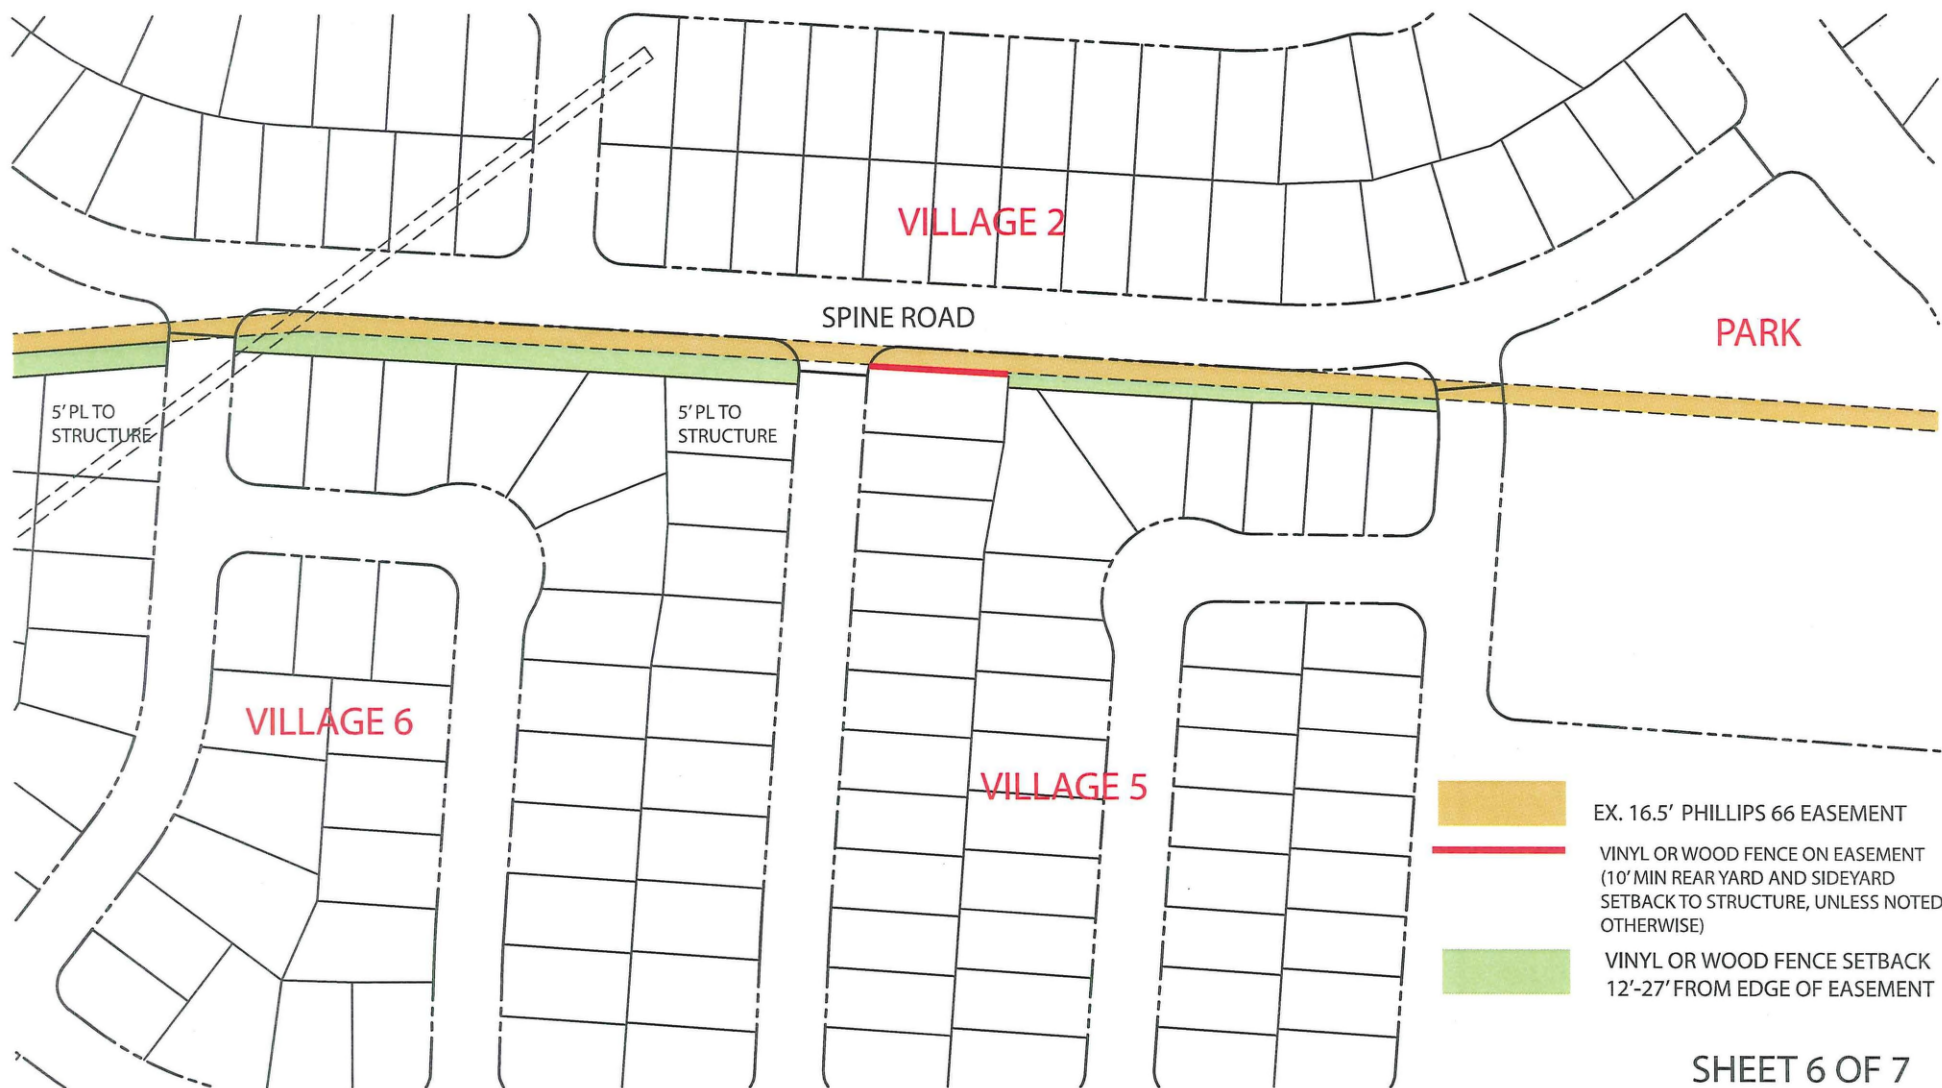 VILLAGE 2
SPINE ROAD
PARK
5' PL TO
STRUCTURE
5' PL TO
STRUCTURE
VILLAGE 6
VILLAGE 5
EX. 16.5' PHILLIPS 66 EASEMENT
VINYL OR WOOD FENCE ON EASEMENT
(10' MIN REAR YARD AND SIDEYARD
SETBACK TO STRUCTURE, UNLESS NOTED
OTHERWISE)
VINYL OR WOOD FENCE SETBACK
12'-27' FROM EDGE OF EASEMENT
SHEET 6 OF 7